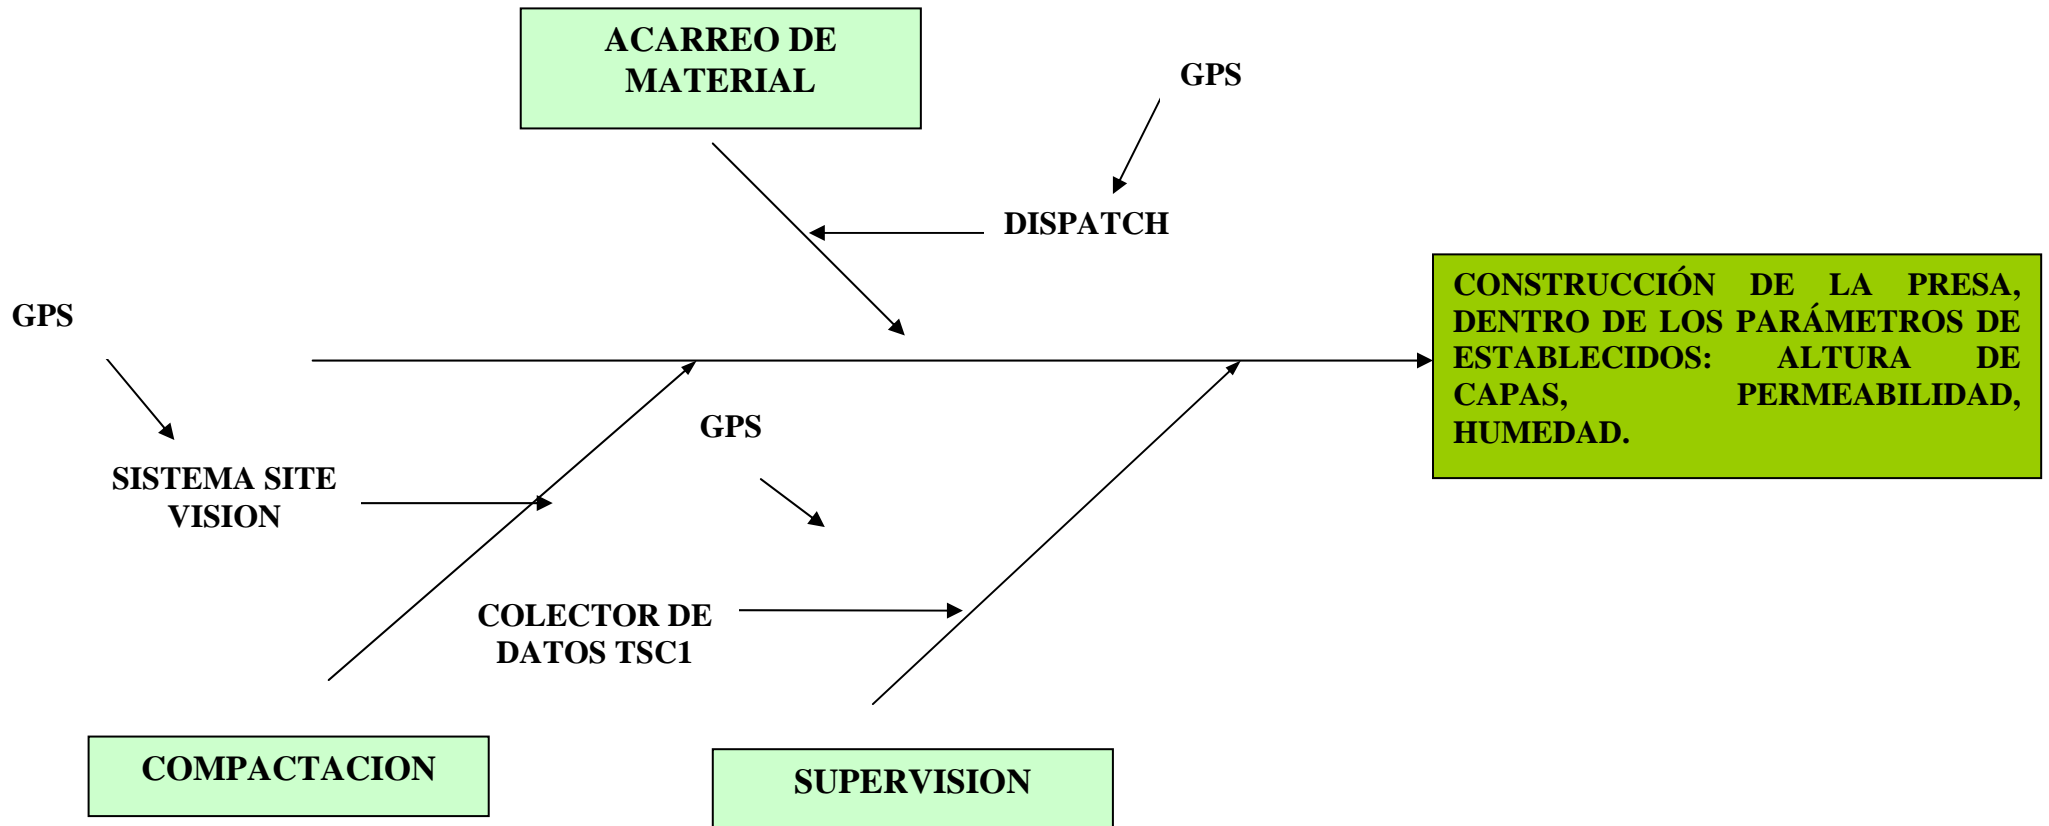 ACARREO DE
MATERIAL
GPS
DISPATCH
CONSTRUCCIÓN DE LA PRESA,
DENTRO DE LOS PARÁMETROS DE
ESTABLECIDOS: ALTURA DE
CAPAS, PERMEABILIDAD,
HUMEDAD.
GPS
GPS
SISTEMA SITE
VISION
COLECTOR DE
DATOS TSC1
COMPACTACION
SUPERVISION